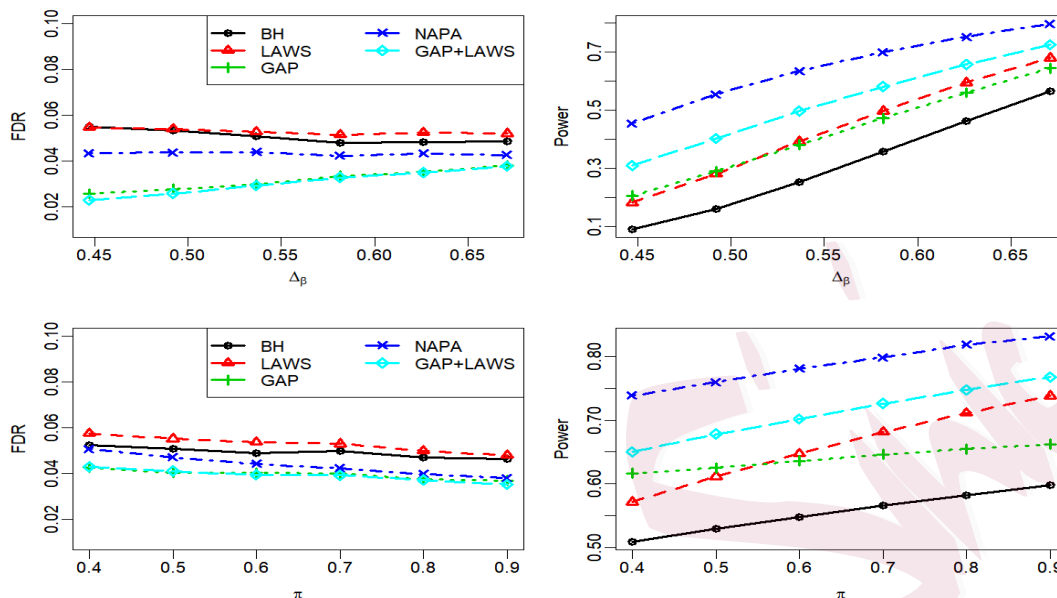 FDR
0.02 0.04 0.06 0.08 0.10
BH
LAWS
GAP
NAPA
GAP+LAWS
0.45 0.50 0.55 0.60 0.65
Δβ
Power
0.1 0.3 0.5 0.7
0.45 0.50 0.55 0.60 0.65
Δβ
FDR
0.02 0.04 0.06 0.08 0.10
BH
LAWS
GAP
NAPA
GAP+LAWS
0.4 0.5 0.6 0.7 0.8 0.9
π
Power
0.50 0.60 0.70 0.80
0.4 0.5 0.6 0.7 0.8 0.9
π